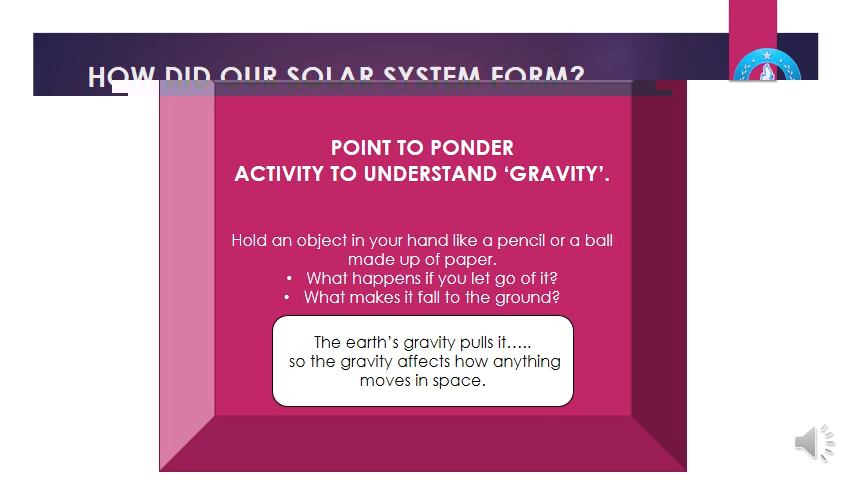 HOW DID OUR SOLAR SYSTEM FORM?
POINT TO PONDER
ACTIVITY TO UNDERSTAND ‘GRAVITY’.
Hold an object in your hand like a pencil or a ball
made up of paper.
• What happens if you let go of it?
• What makes it fall to the ground?
The earth’s gravity pulls it…..
so the gravity affects how anything
moves in space.